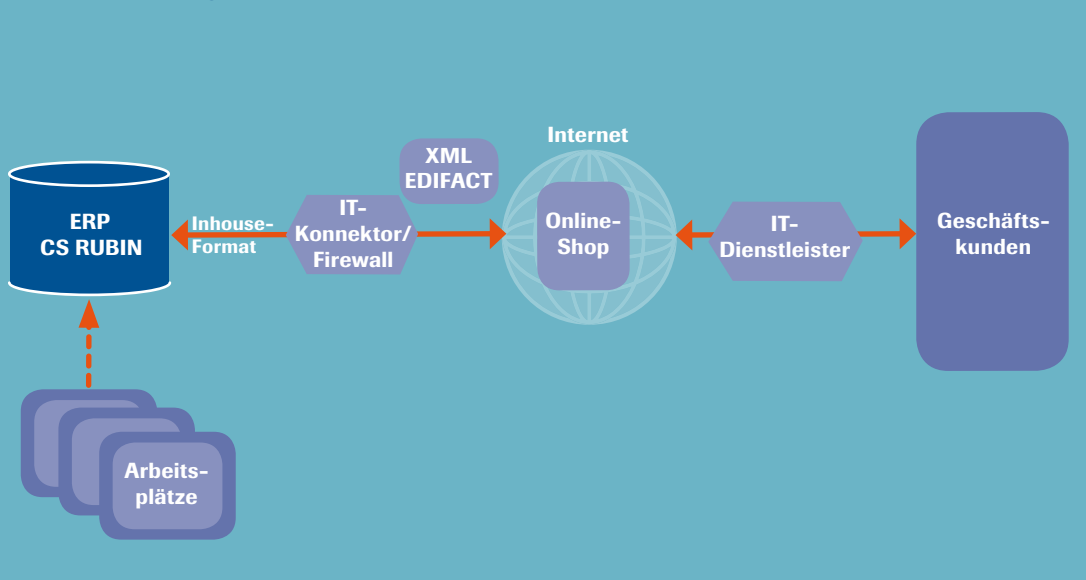 ERP
CS RUBIN
Inhouse-
Format
IT-
Konnektor/
Firewall
XML
EDIFACT
Internet
Online-
Shop
IT-
Dienstleister
Geschäfts-
kunden
Arbeits-
plätze